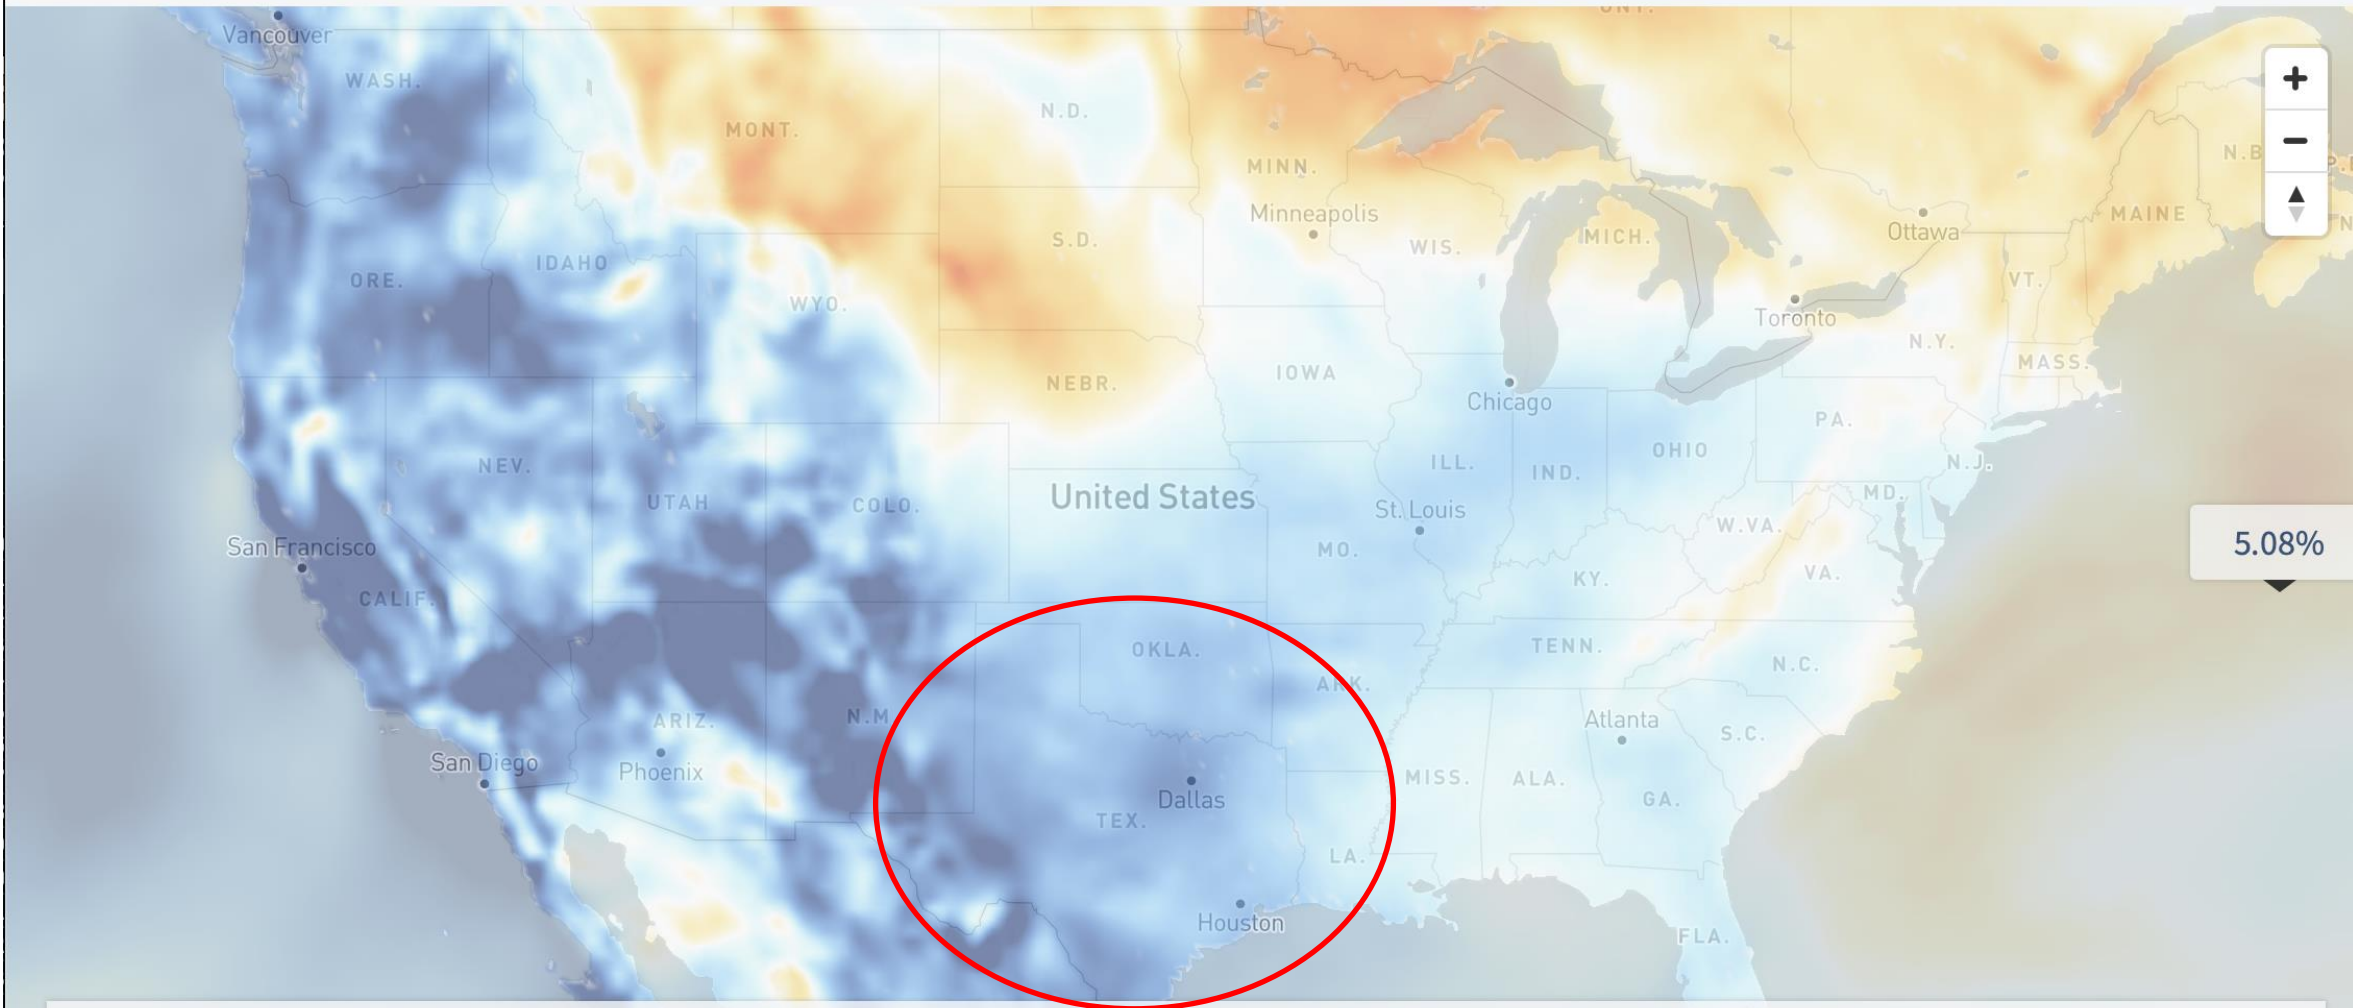 ONT.
Vancouver
WASH.
+
N.D.
MONT.
−
N.B.
MINN.
Minneapolis
MAINE
Ottawa
S.D.
MICH.
WIS.
IDAHO
ORE.
VT.
WYO.
Toronto
N.Y.
MASS.
IOWA
NEBR.
Chicago
PA.
OHIO
ILL.
NEV.
IND.
N.J.
MD.
United States
UTAH
COLO.
St. Louis
W.VA.
5.08%
San Francisco
MO.
VA.
KY.
CALIF.
TENN.
OKLA.
N.C.
ARK.
N.M.
ARIZ.
Atlanta
S.C.
San Diego
Phoenix
MISS.
ALA.
Dallas
GA.
TEX.
LA.
Houston
FLA.